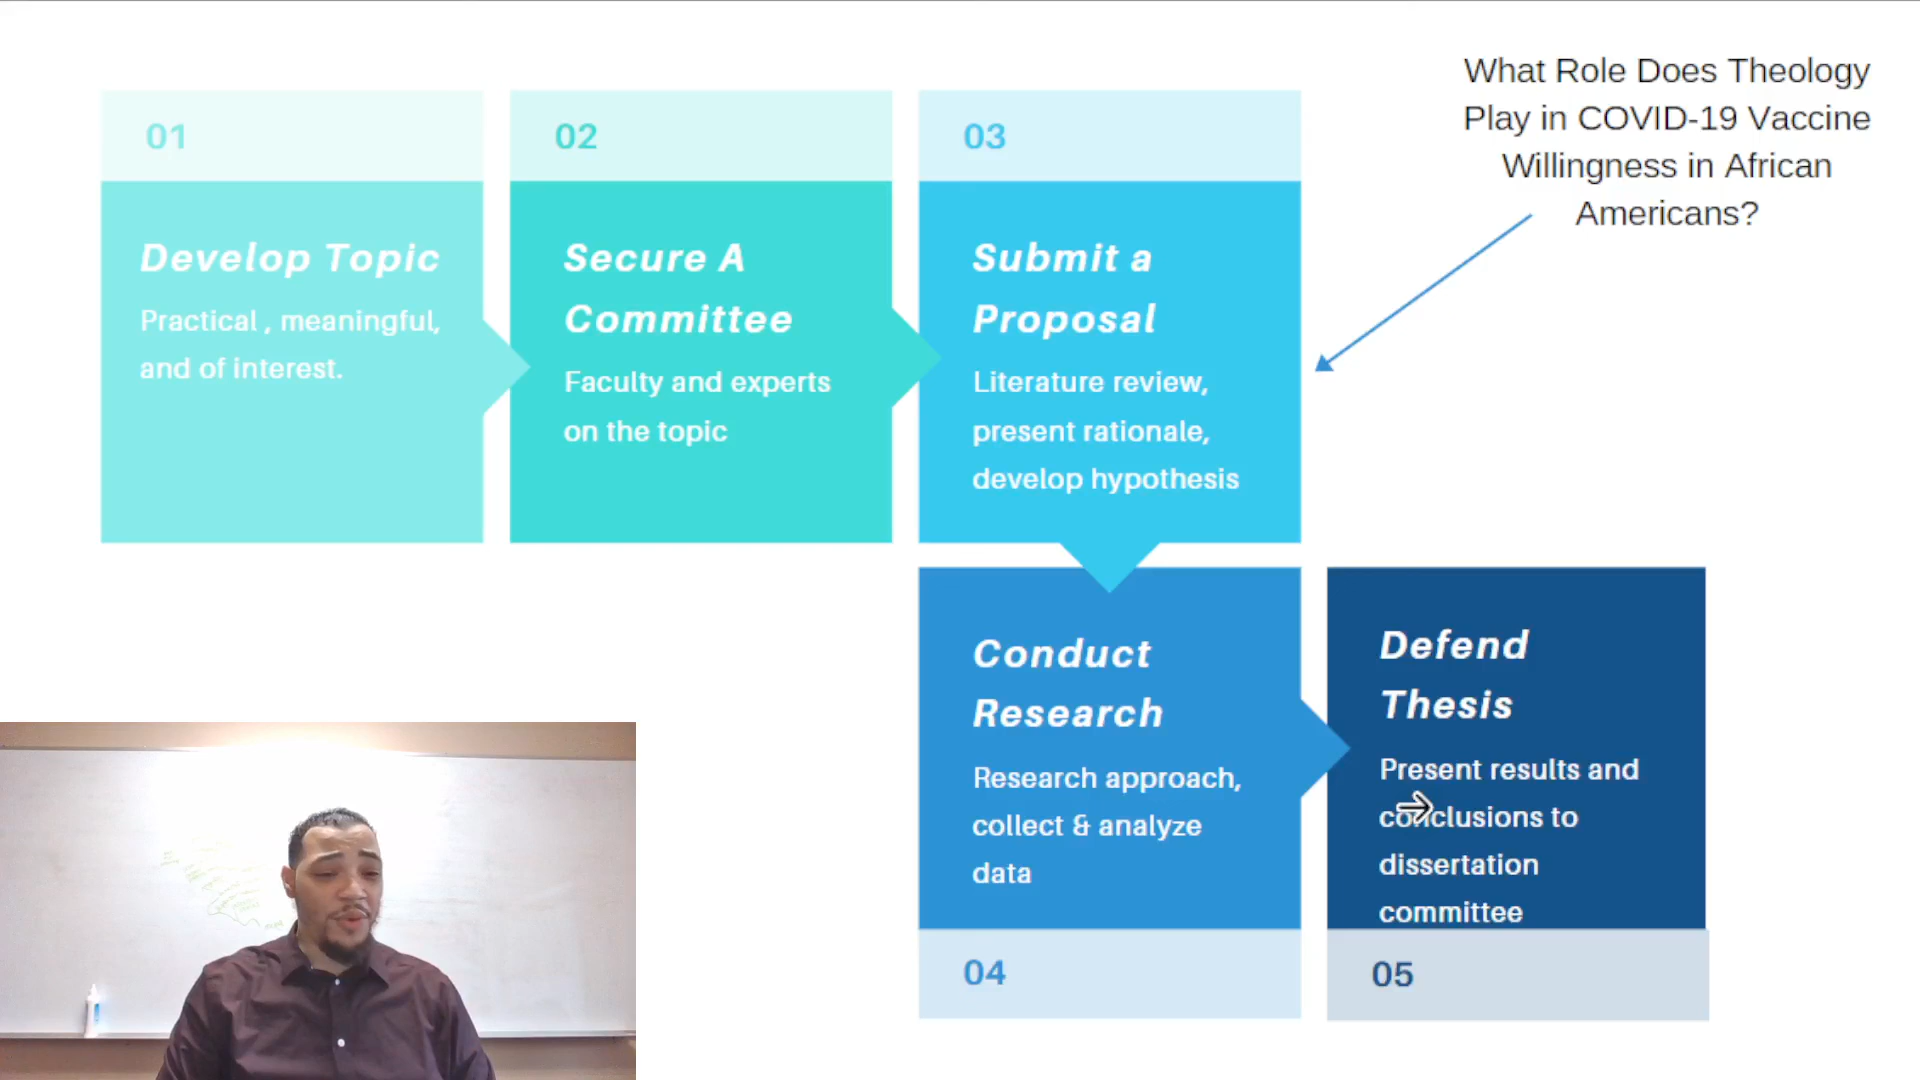 01
Develop Topic
Practical , meaningful,
and of interest.
02
Secure A
Committee
Faculty and experts
on the topic
03
Submit a
Proposal
Literature review,
present rationale,
develop hypothesis
What Role Does Theology
Play in COVID-19 Vaccine
Willingness in African
Americans?
Conduct
Research
Research approach,
collect & analyze
data
04
Defend
Thesis
Present results and
conclusions to
dissertation
committee
05